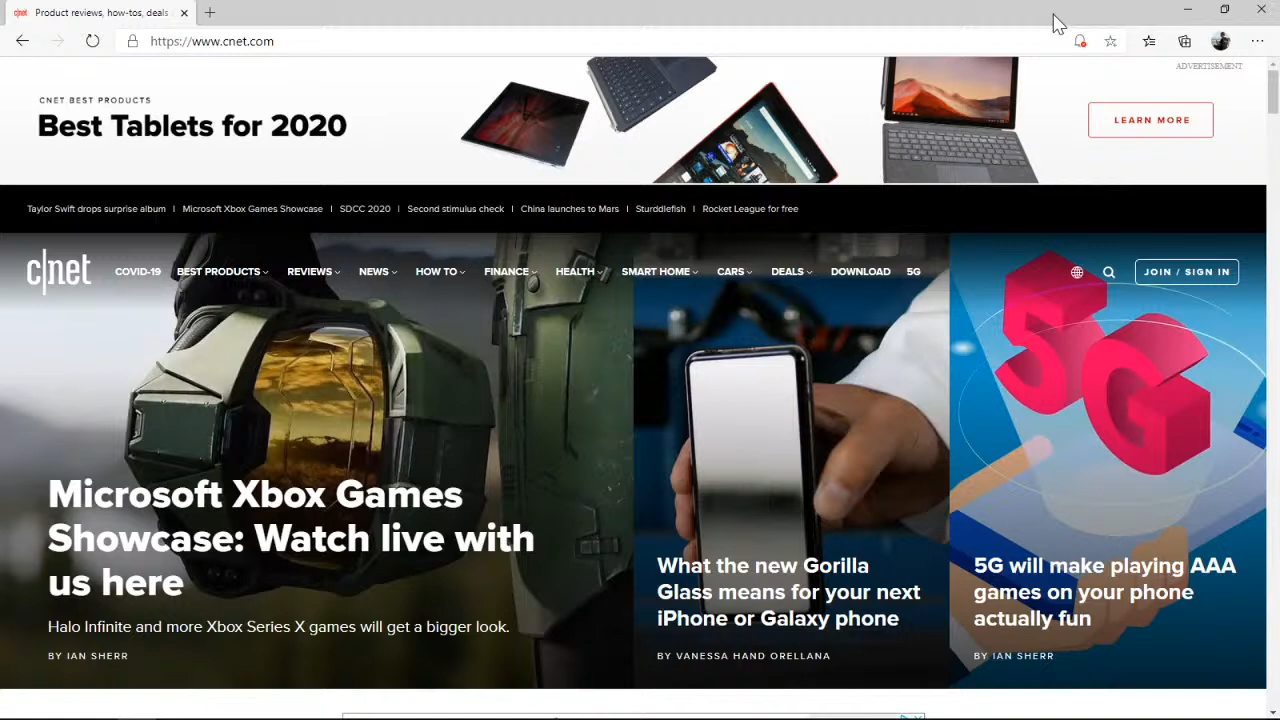 c|net Product reviews, how-tos, deals
https://www.cnet.com
ADVERTISEMENT
CNET BEST PRODUCTS
Best Tablets for 2020
LEARN MORE
Taylor Swift drops surprise album | Microsoft Xbox Games Showcase | SDCC 2020 | Second stimulus check | China launches to Mars | Sturddlefish | Rocket League for free
c|net COVID-19 BEST PRODUCTS REVIEWS NEWS HOW TO FINANCE HEALTH SMART HOME CARS DEALS DOWNLOAD 5G JOIN / SIGN IN
5G
Microsoft Xbox Games
Showcase: Watch live with
us here
Halo Infinite and more Xbox Series X games will get a bigger look.
BY IAN SHERR
What the new Gorilla
Glass means for your next
iPhone or Galaxy phone
BY VANESSA HAND ORELLANA
5G will make playing AAA
games on your phone
actually fun
BY IAN SHERR